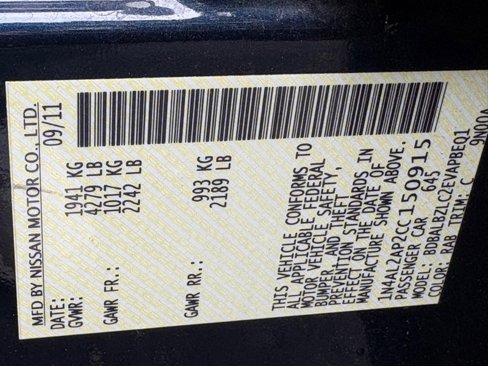 MFD BY NISSAN MOTOR CO., LTD.
DATE: 09/11
GVWR: 1941 KG
4279 LB
GAWR FR.: 1017 KG
2242 LB
GAWR RR.: 993 KG
2189 LB
THIS VEHICLE CONFORMS TO
ALL APPLICABLE FEDERAL
MOTOR VEHICLE SAFETY,
BUMPER, AND THEFT
PREVENTION STANDARDS IN
EFFECT ON THE DATE OF
MANUFACTURE SHOWN ABOVE.
1N4AL2AP2CC150915
PASSENGER CAR 645
MODEL: BDBALBZLC2EYAPBEQ1
COLOR: RAB TRIM: C 9N00A